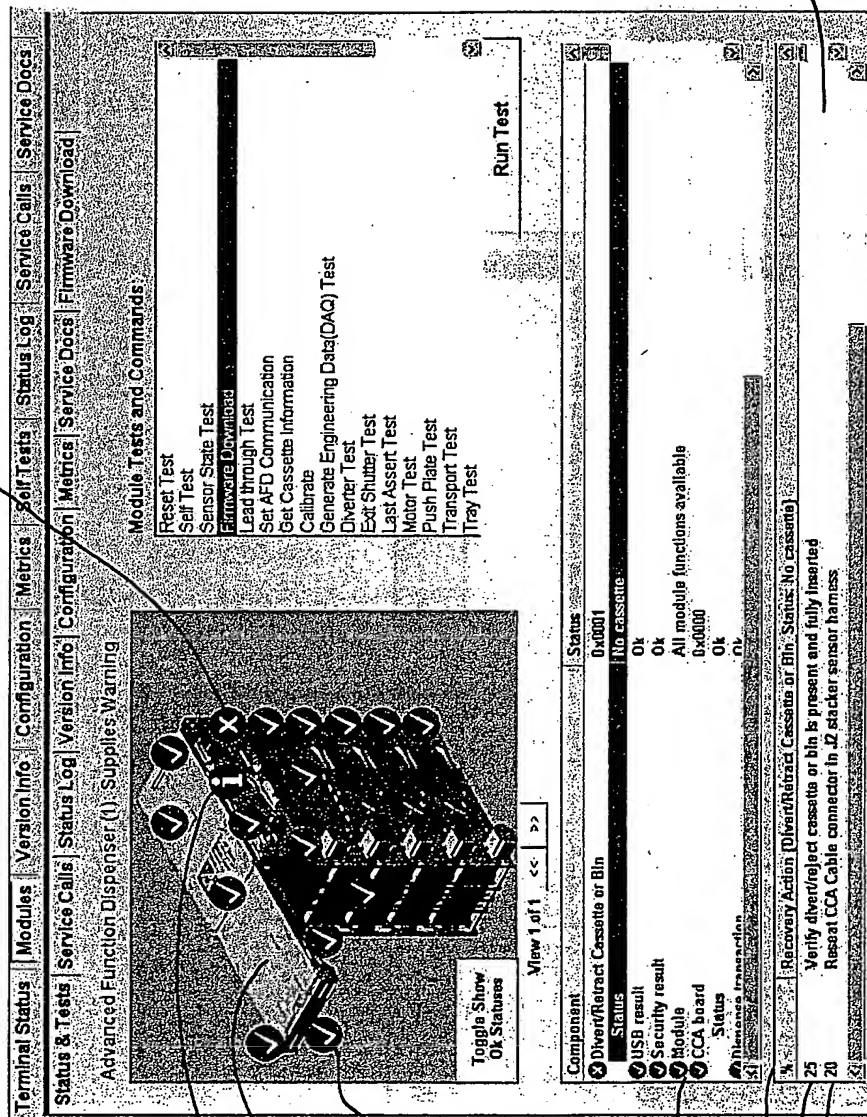 Terminal Status Modules Version Info Configuration Metrics Self Tests Status Log Service Calls Service Docs
Status & Tests Service Calls Status Log Version Info Configuration Metrics Service Docs Firmware Download
Advanced Function Dispenser (1). Supplies Warning
Toggle Show
Ok Statuses
View 1 of 1 << >>
Module Tests and Commands
Reset Test
Self Test
Sensor State Test
Firmware Download
Lead through Test
Set AFD Communication
Get Cassette Information
Calibrate
Generate Engineering Data(DAQ) Test
Diverter Test
Exit Shutter Test
Last Assert Test
Motor Test
Push Plate Test
Transport Test
Tray Test
Run Test
Component Status
Divert/Retract Cassette or Bin 0x0001
Status No cassette
USB result Ok
Security result Ok
Module All module functions available
CCA board 0x0000
Status Ok
Dispense transaction Ok
% Recovery Action [Divert/Retract Cassette or Bin, Status: No cassette]
25 Verify divert/reject cassette or bin is present and fully inserted
20 Reseat CCA Cable connector in J2 stacker sensor harness